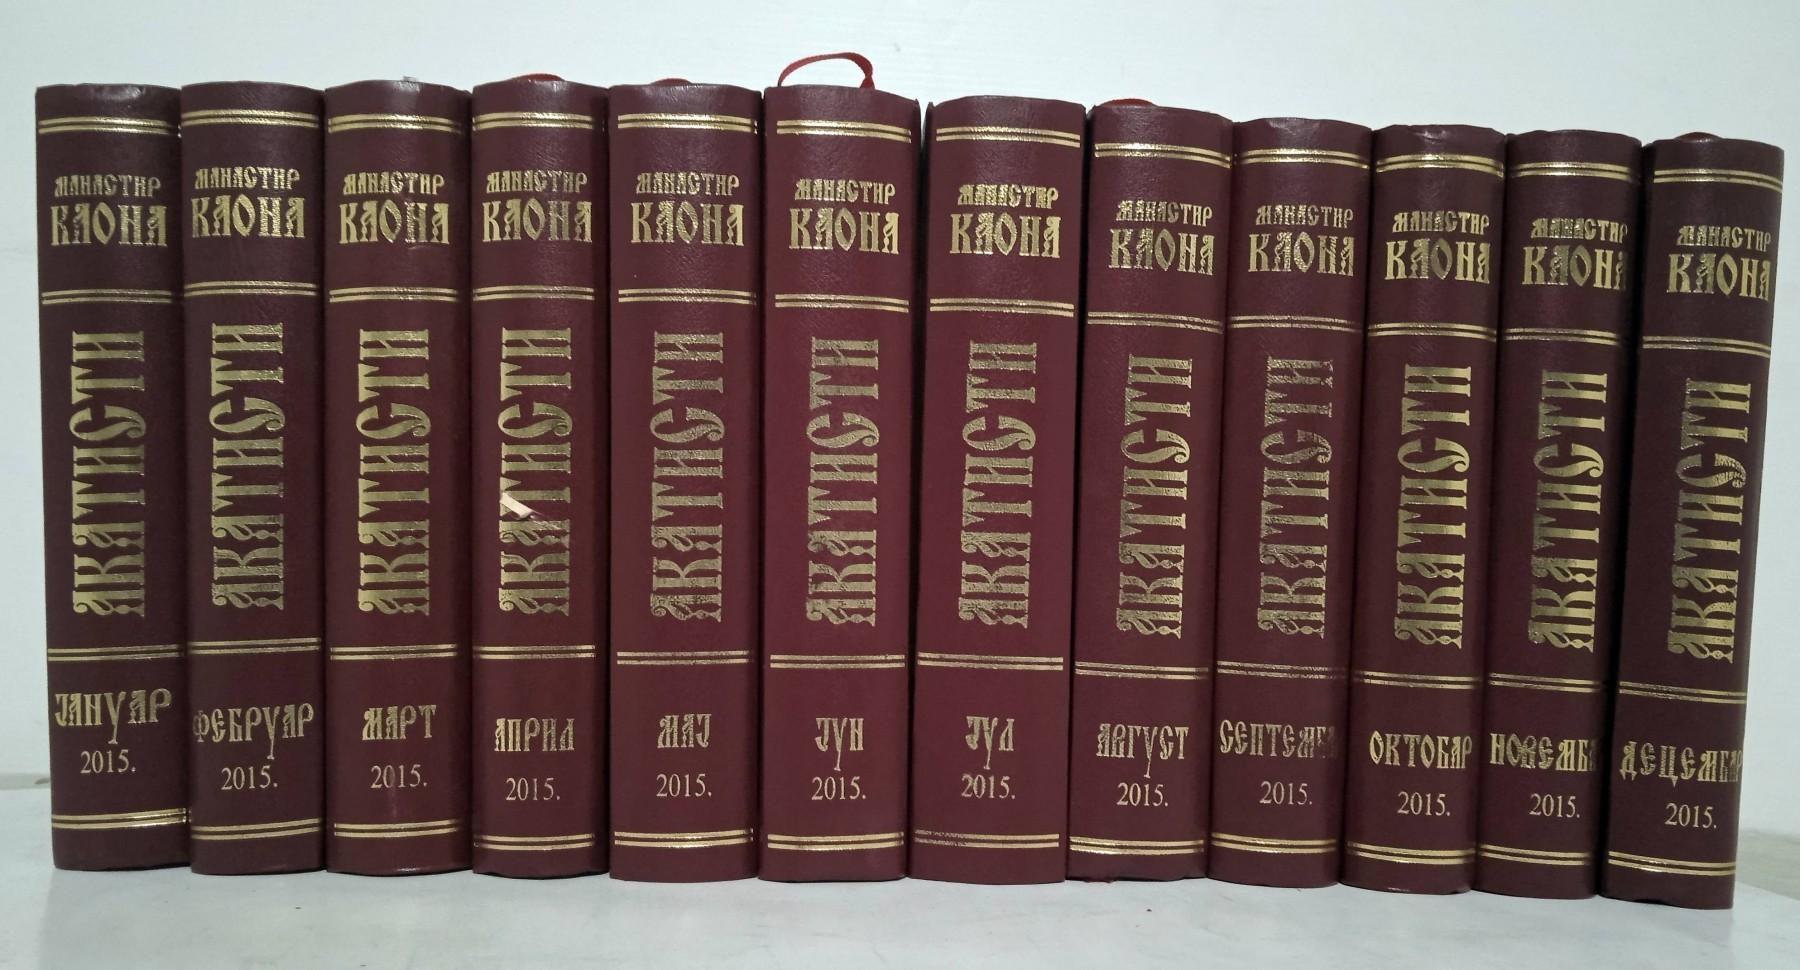 МАНАСТИР
КАОНА
АКАТИСТИ
ЈАНУАР
2015.
МАНАСТИР
КАОНА
АКАТИСТИ
ФЕБРУАР
2015.
МАНАСТИР
КАОНА
АКАТИСТИ
МАРТ
2015.
МАНАСТИР
КАОНА
АКАТИСТИ
АПРИЛ
2015.
МАНАСТИР
КАОНА
АКАТИСТИ
МАЈ
2015.
МАНАСТИР
КАОНА
АКАТИСТИ
ЈУН
2015.
МАНАСТИР
КАОНА
АКАТИСТИ
ЈУЛ
2015.
МАНАСТИР
КАОНА
АКАТИСТИ
АВГУСТ
2015.
МАНАСТИР
КАОНА
АКАТИСТИ
СЕПТЕМБА
2015.
МАНАСТИР
КАОНА
АКАТИСТИ
ОКТОБАР
2015.
МАНАСТИР
КАОНА
АКАТИСТИ
НОВЕМБА
2015.
МАНАСТИР
КАОНА
АКАТИСТИ
ДЕЦЕМБАР
2015.